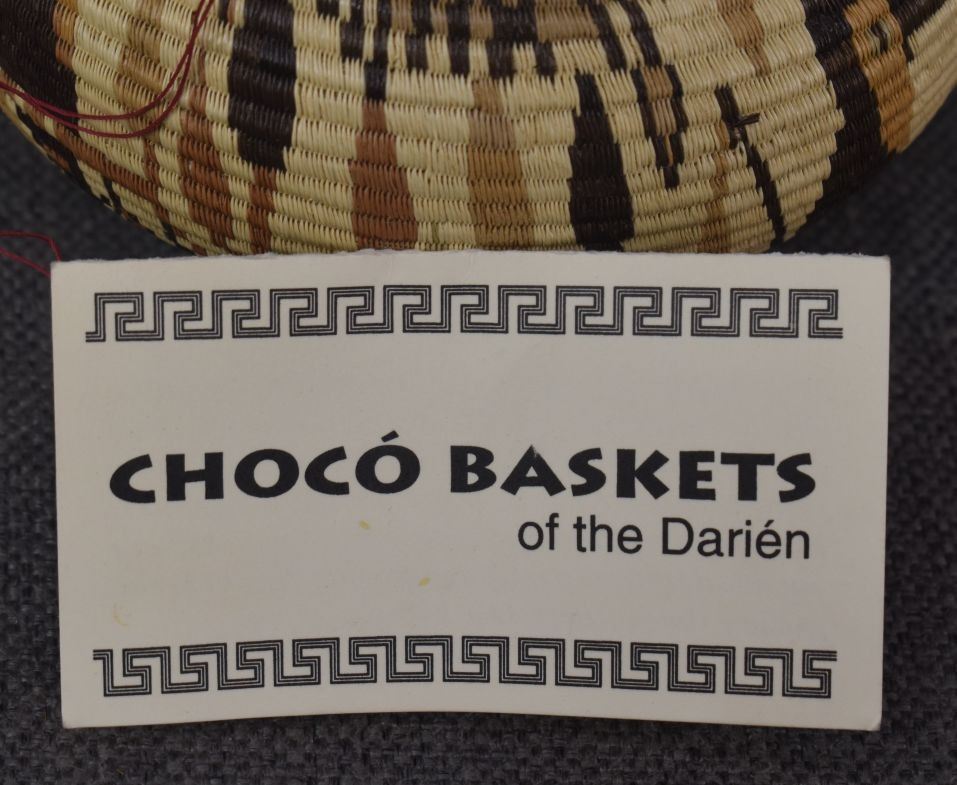 CHOCÓ BASKETS
of the Darién